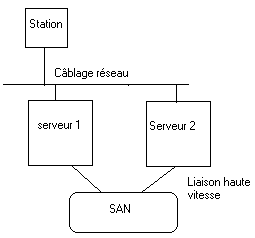 Station
Câblage réseau
serveur 1
Serveur 2
Liaison haute
vitesse
SAN